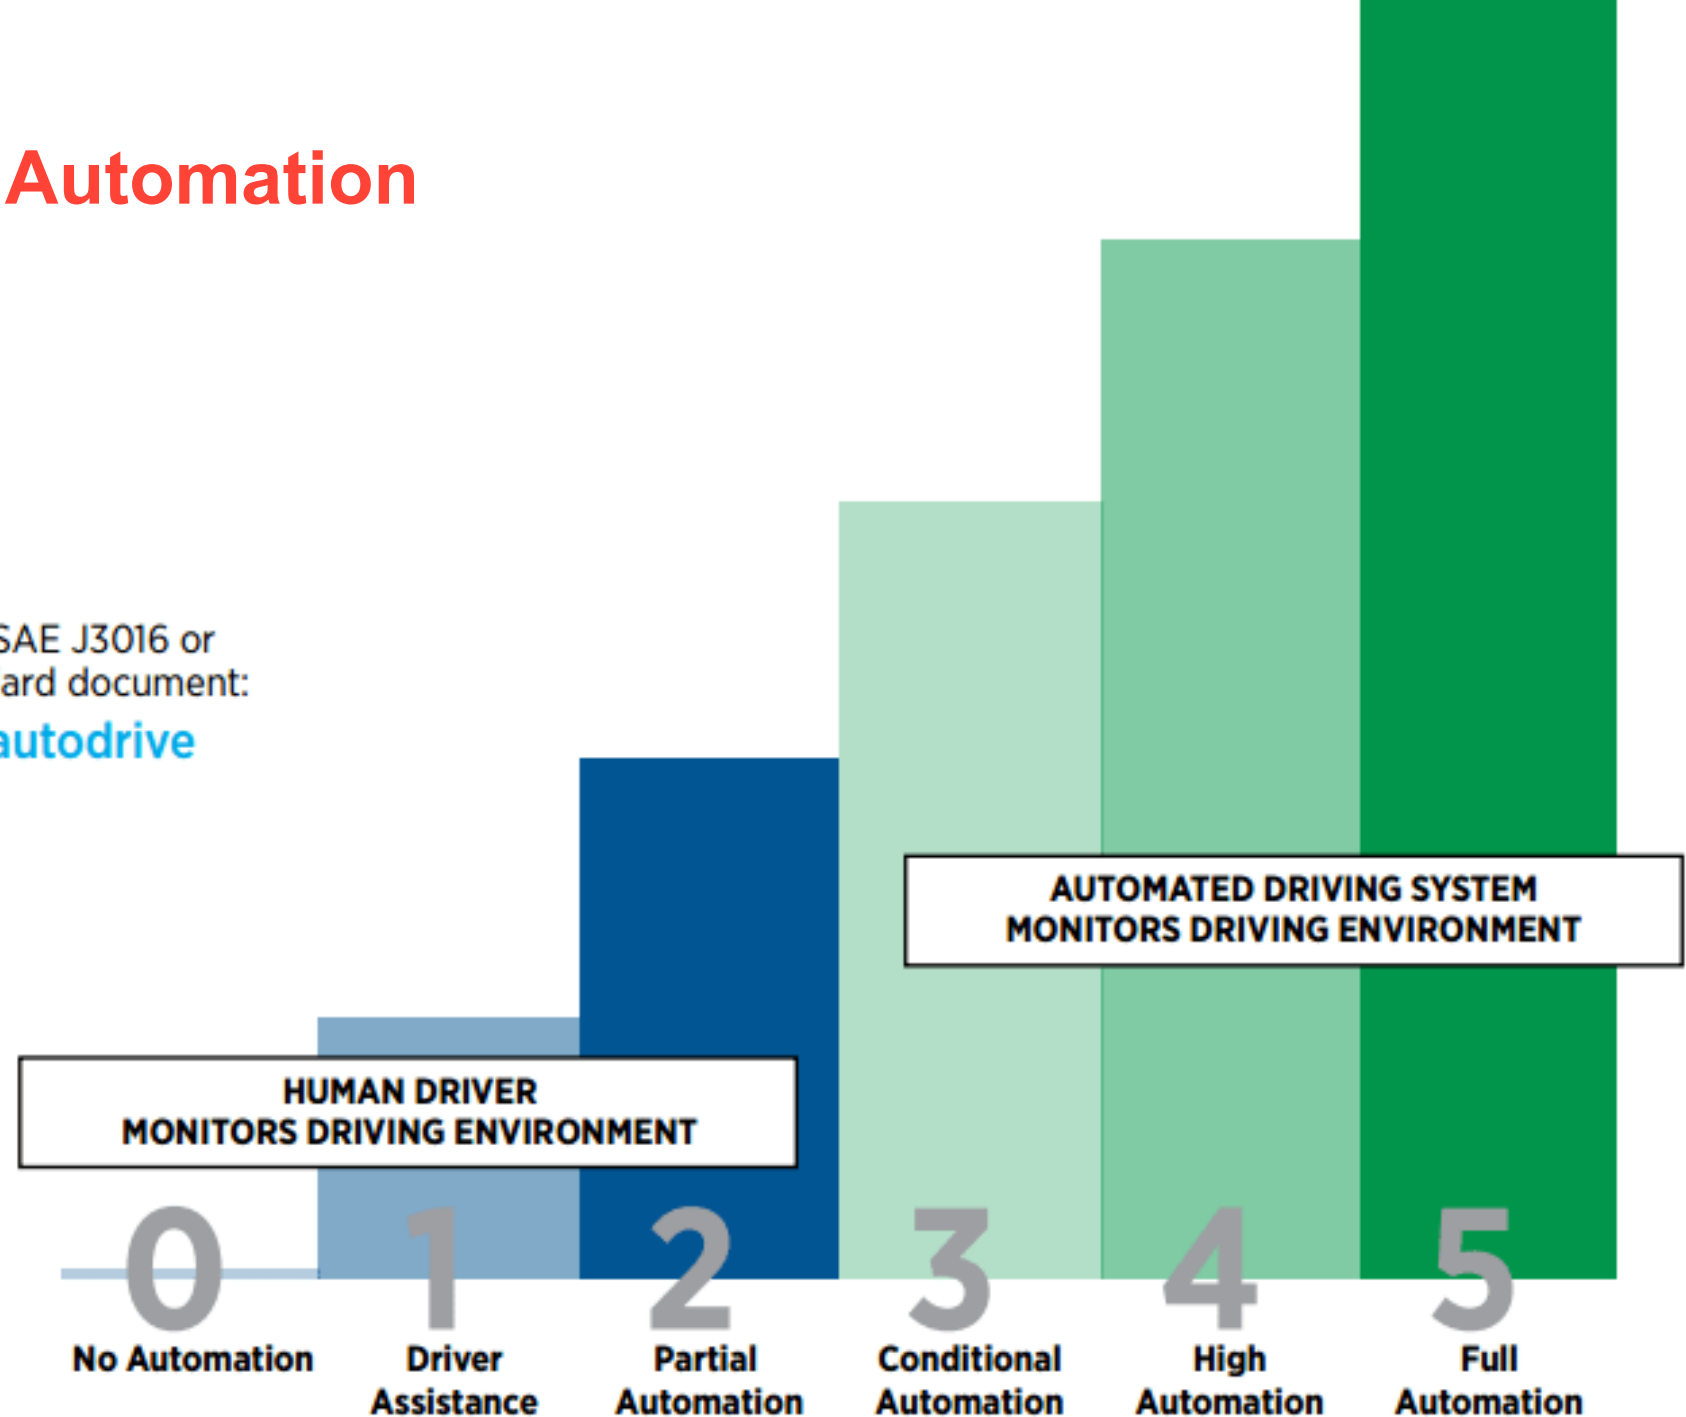 Automation
SAE J3016 or
ard document:
autodrive
AUTOMATED DRIVING SYSTEM
MONITORS DRIVING ENVIRONMENT
HUMAN DRIVER
MONITORS DRIVING ENVIRONMENT
0 1 2 3 4 5
No Automation Driver Partial Conditional High Full
Assistance Automation Automation Automation Automation